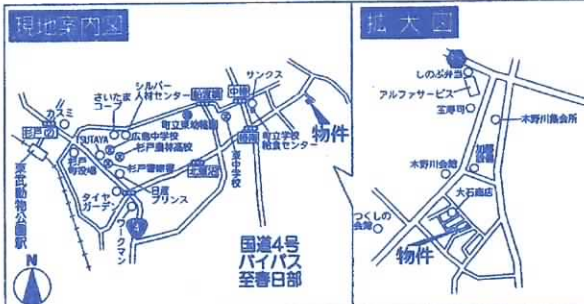 現地案内図
カスミ
さいたまコープ
シルバー人材センター
サンクス
中椿
町立東幼稚園
TSUTAYA
広島中学校
杉戸農林高校
杉戸町役場
杉戸警察署
町立学校給食センター
東中学校
物件
東武動物公園駅
タイヤガーデン
日産プリンス
ワークマン
4
国道4号
バイパス
至春日部
N
拡大図
しのぶ弁当
アルファサービス
宝寿司
木野川集会所
木野川会館
大石商店
つくしの会館
物件